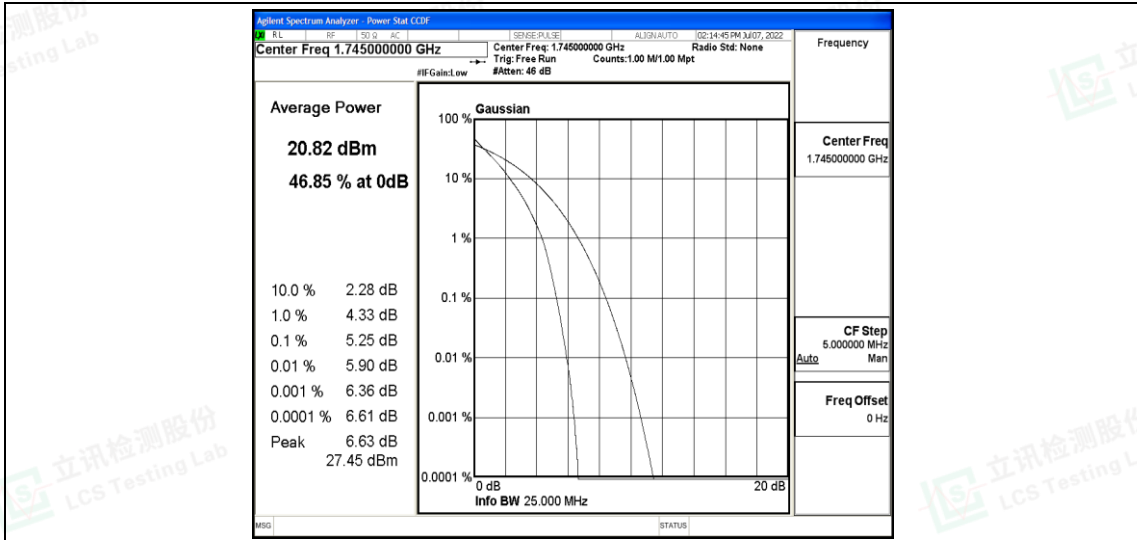 Agilent Spectrum Analyzer - Power Stat CCDF
RL RF 50 Ω AC SENSE:PULSE ALIGNAUTO 02:14:45 PM Jul 07, 2022
Center Freq 1.745000000 GHz
Center Freq: 1.745000000 GHz Radio Std: None
Trig: Free Run Counts:1.00 M/1.00 Mpt
#IFGain:Low #Atten: 46 dB
Frequency
Average Power
20.82 dBm
46.85 % at 0dB
10.0 % 2.28 dB
1.0 % 4.33 dB
0.1 % 5.25 dB
0.01 % 5.90 dB
0.001 % 6.36 dB
0.0001 % 6.61 dB
Peak 6.63 dB
27.45 dBm
Gaussian
100 %
10 %
1 %
0.1 %
0.01 %
0.001 %
0.0001 %
0 dB 20 dB
Info BW 25.000 MHz
Center Freq
1.745000000 GHz
CF Step
5.000000 MHz
Auto Man
Freq Offset
0 Hz
MSG STATUS
立讯检测股份
LCS Testing Lab
立讯检测股份